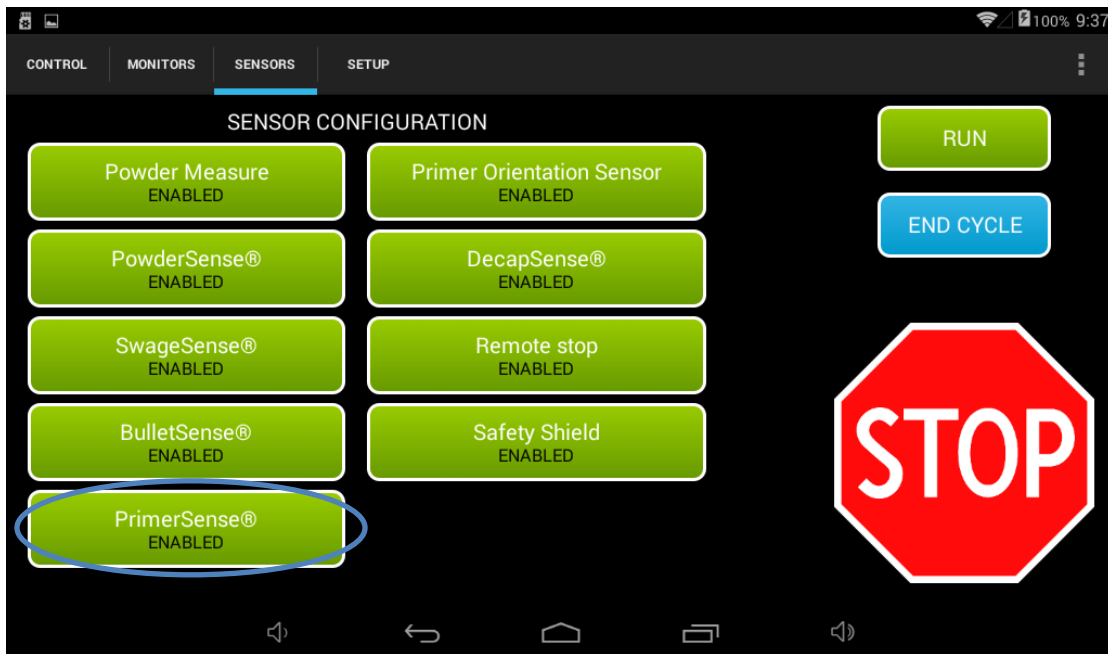 100% 9:37
CONTROL MONITORS SENSORS SETUP
SENSOR CONFIGURATION
Powder Measure
ENABLED
Primer Orientation Sensor
ENABLED
PowderSense®
ENABLED
DecapSense®
ENABLED
SwageSense®
ENABLED
Remote stop
ENABLED
BulletSense®
ENABLED
Safety Shield
ENABLED
PrimerSense®
ENABLED
RUN
END CYCLE
STOP